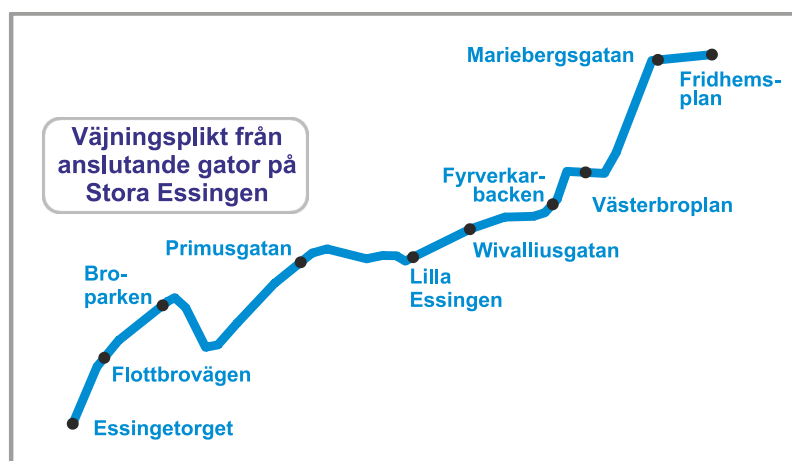 Mariebergsgatan
Fridhems-
plan
Väjningsplikt från
anslutande gator på
Stora Essingen
Fyrverkar-
backen
Västerbroplan
Primusgatan
Wivalliusgatan
Bro-
parken
Lilla
Essingen
Flottbrovägen
Essingetorget